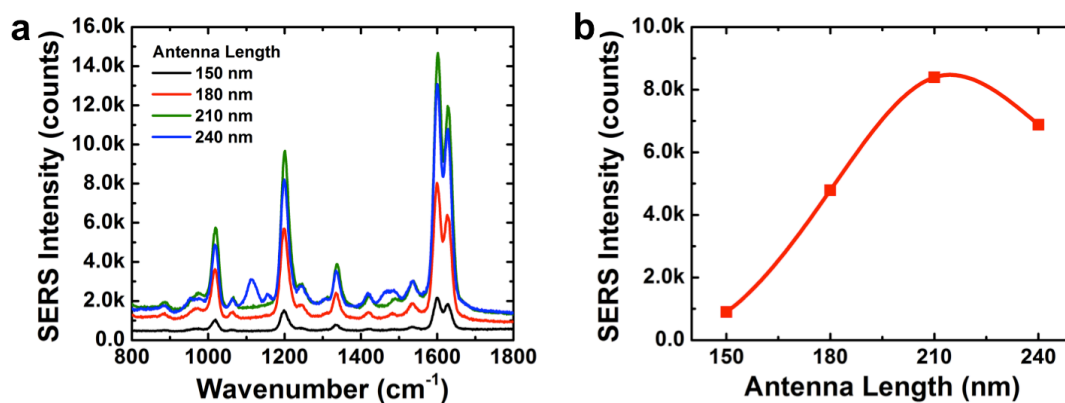 a
SERS Intensity (counts)
16.0k
14.0k
12.0k
10.0k
8.0k
6.0k
4.0k
2.0k
0.0
Antenna Length
150 nm
180 nm
210 nm
240 nm
800 1000 1200 1400 1600 1800
Wavenumber (cm⁻¹)
b
SERS Intensity (counts)
10.0k
8.0k
6.0k
4.0k
2.0k
0.0
150 180 210 240
Antenna Length (nm)